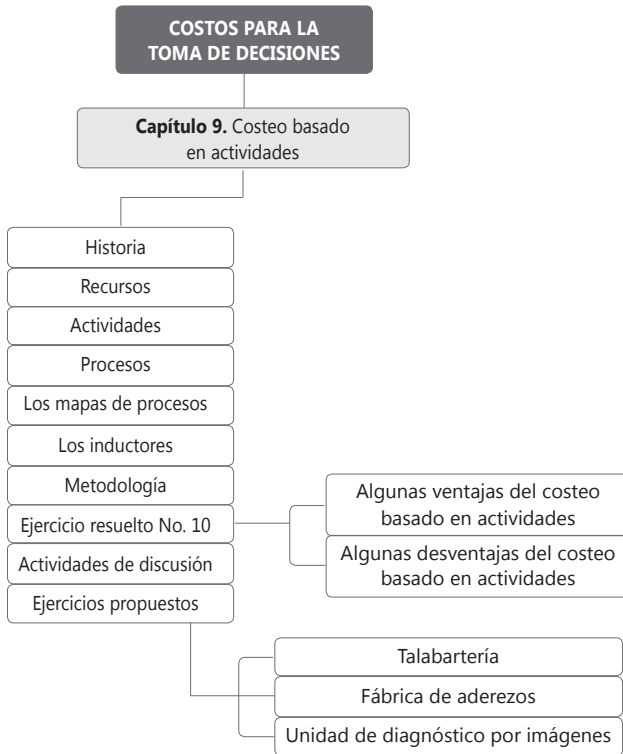 COSTOS PARA LA
TOMA DE DECISIONES
Capítulo 9. Costeo basado
en actividades
Historia
Recursos
Actividades
Procesos
Los mapas de procesos
Los inductores
Metodología
Ejercicio resuelto No. 10
Algunas ventajas del costeo
basado en actividades
Algunas desventajas del costeo
basado en actividades
Actividades de discusión
Ejercicios propuestos
Talabartería
Fábrica de aderezos
Unidad de diagnóstico por imágenes